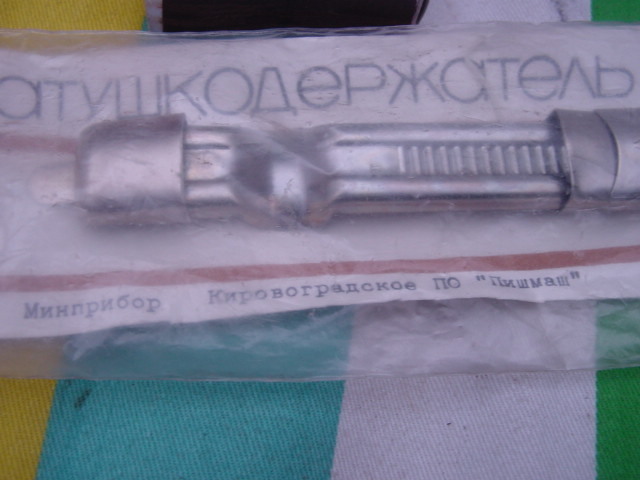 атушкодержатель
Минприбор Кировоградское ПО "Пишмаш"